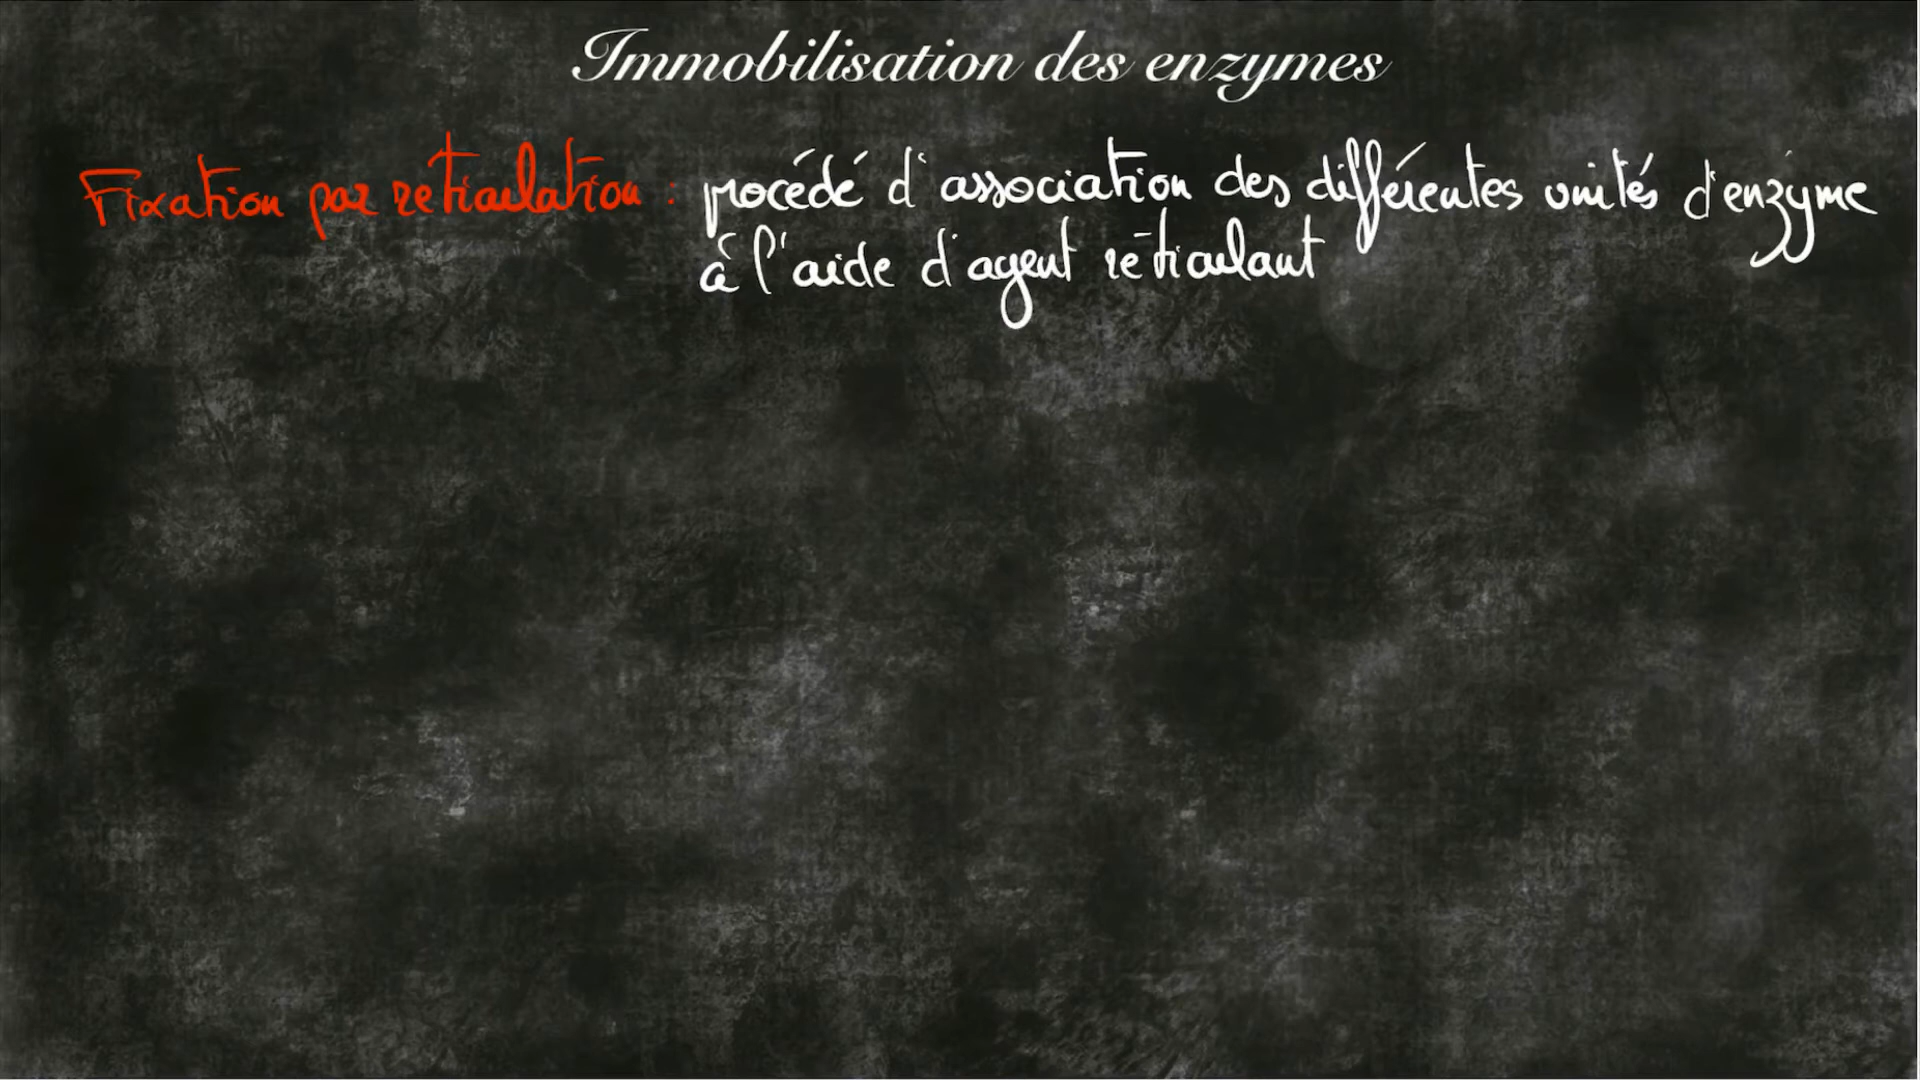 Immobilisation des enzymes
Fixation par réticulation : procédé d'association des différentes unités d'enzyme
à l'aide d'agent réticulant